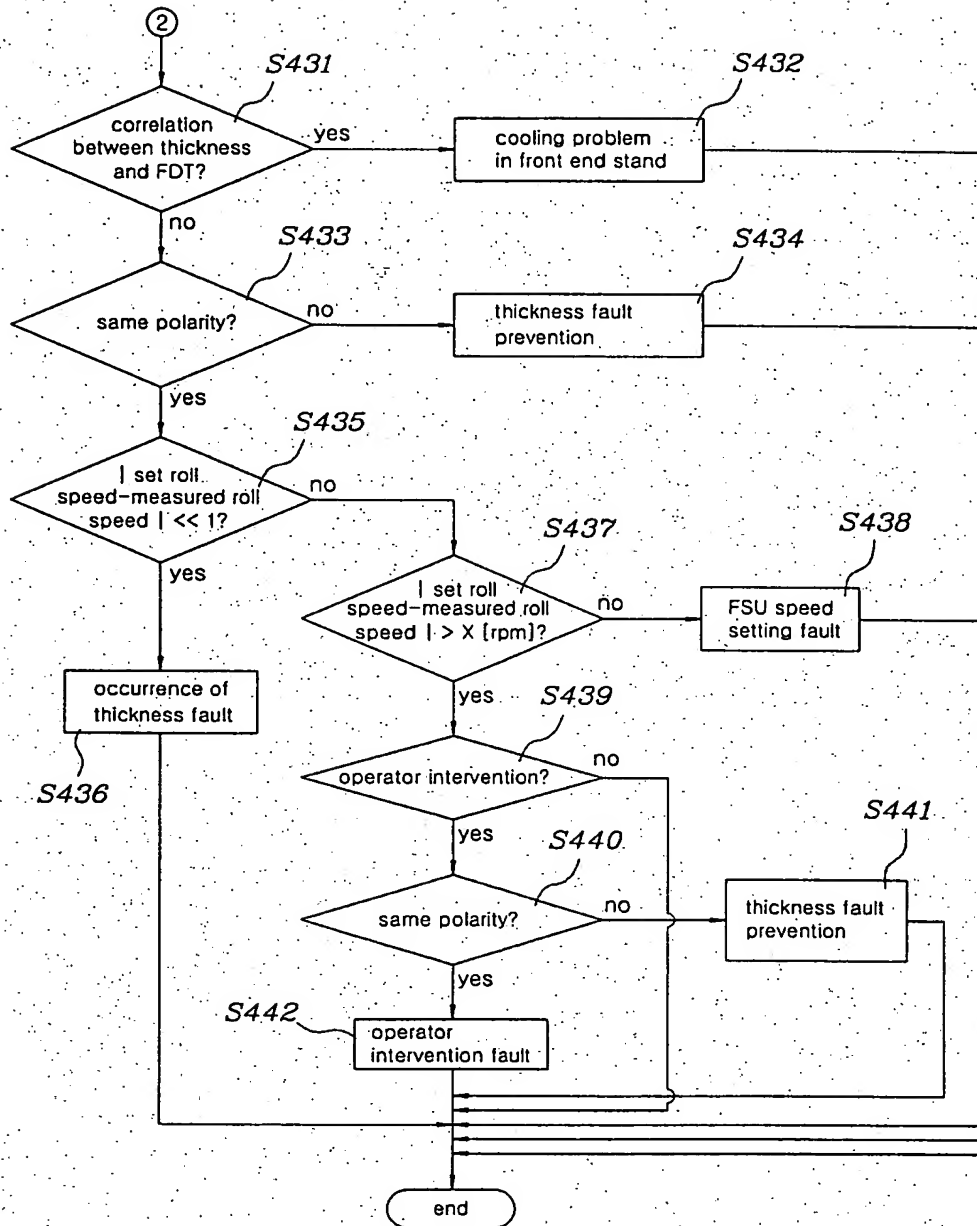 2
S431
correlation
between thickness
and FDT?
yes
S432
cooling problem
in front end stand
no
S433
same polarity?
no
S434
thickness fault
prevention
yes
S435
| set roll
speed-measured roll
speed | << 1?
no
yes
S437
| set roll
speed-measured roll
speed | > X [rpm]?
no
S438
FSU speed
setting fault
occurrence of
thickness fault
S436
yes
S439
operator intervention?
no
yes
S440
same polarity?
no
S441
thickness fault
prevention
yes
S442
operator
intervention fault
end